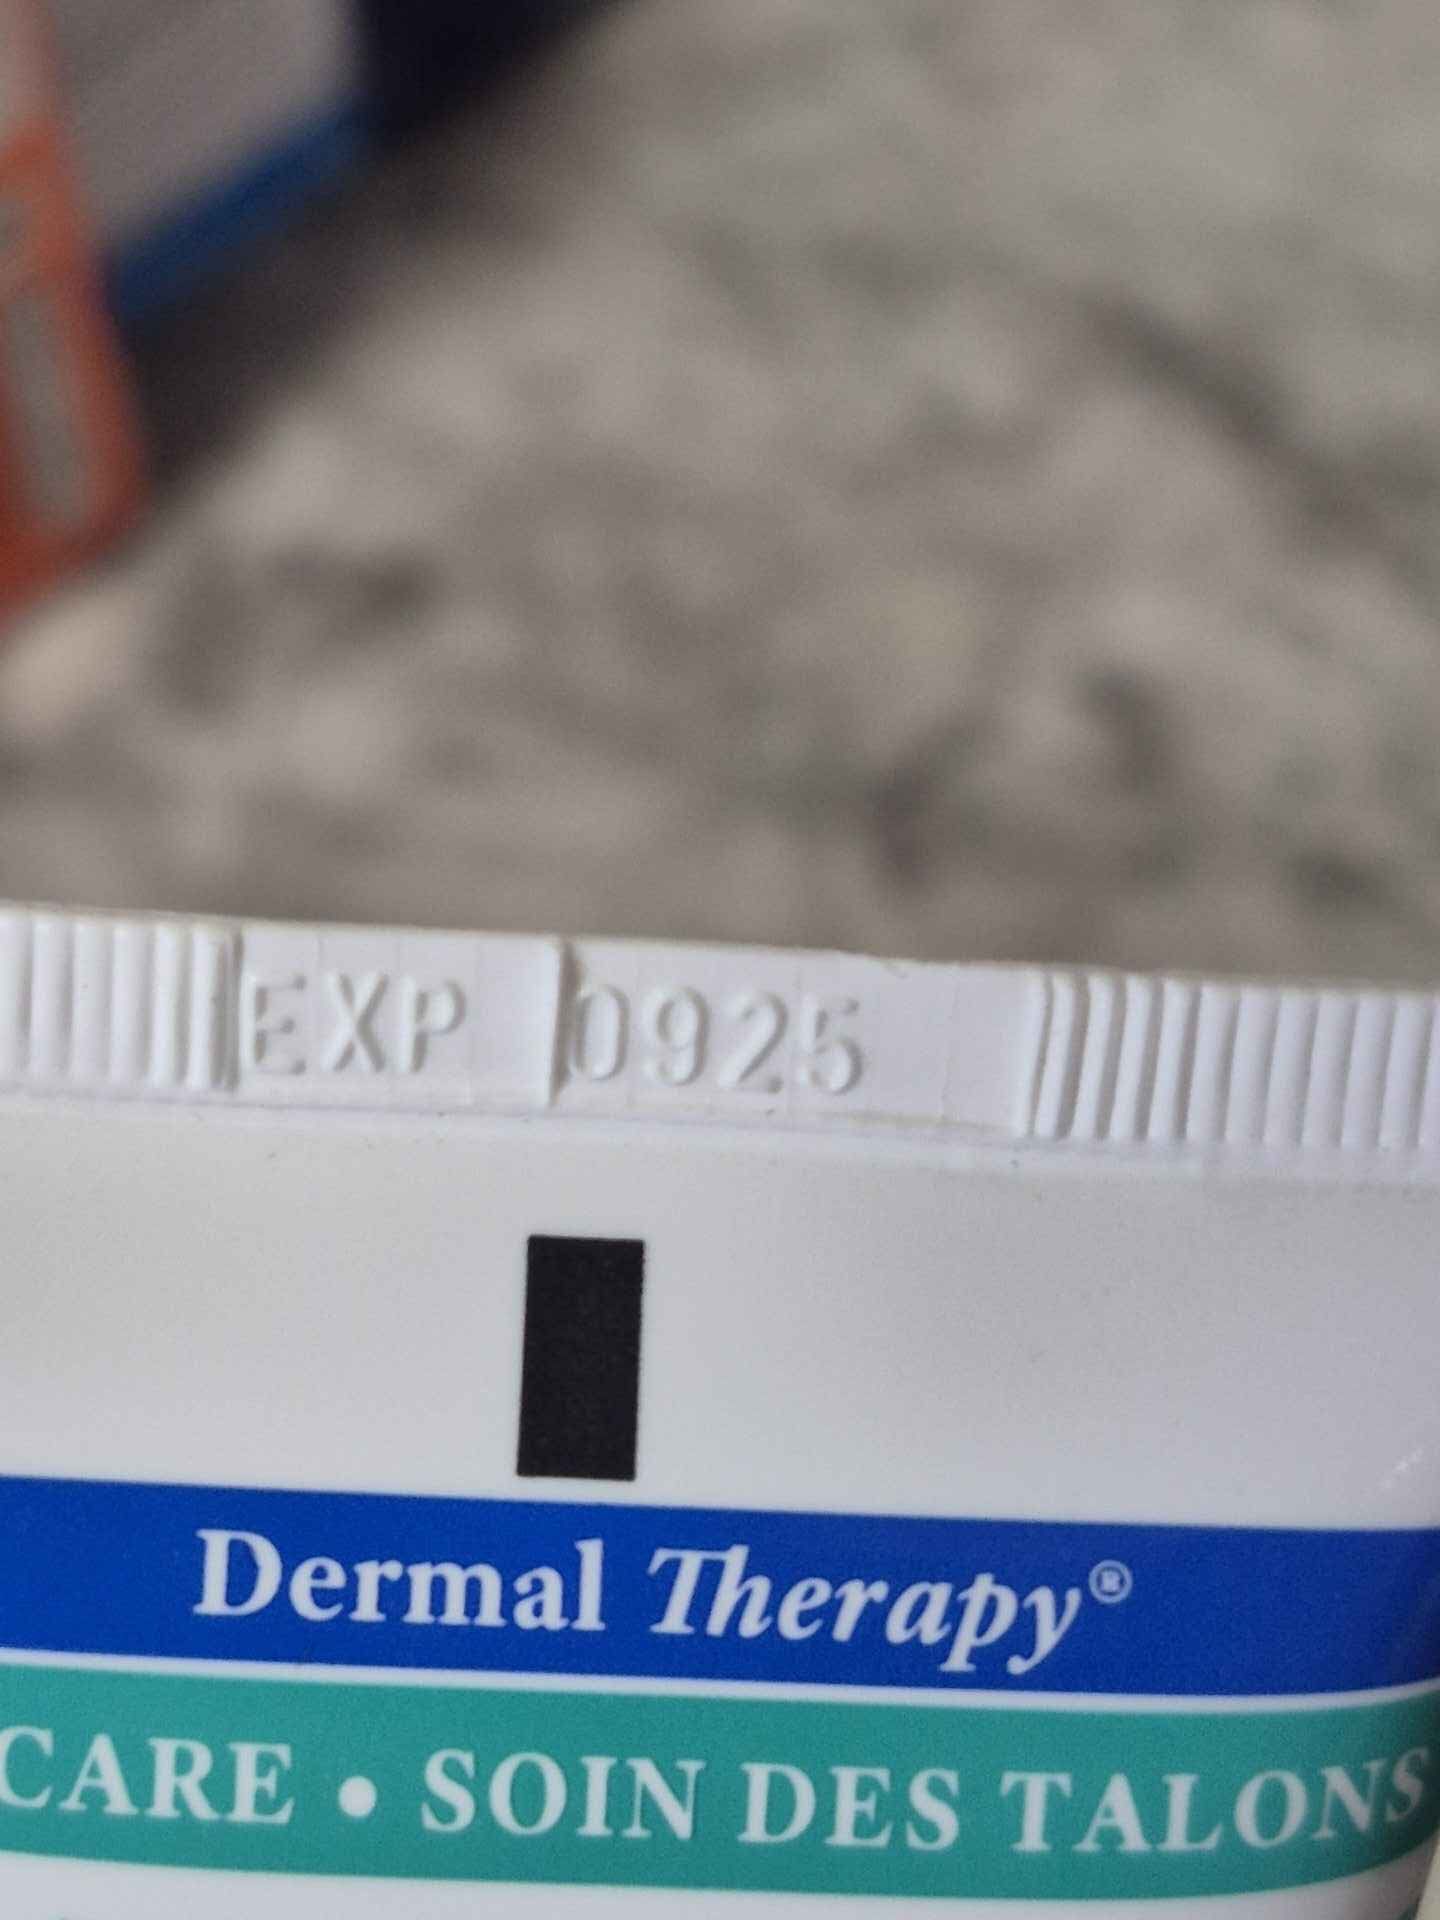 EXP 0925
Dermal Therapy®
CARE • SOIN DES TALONS